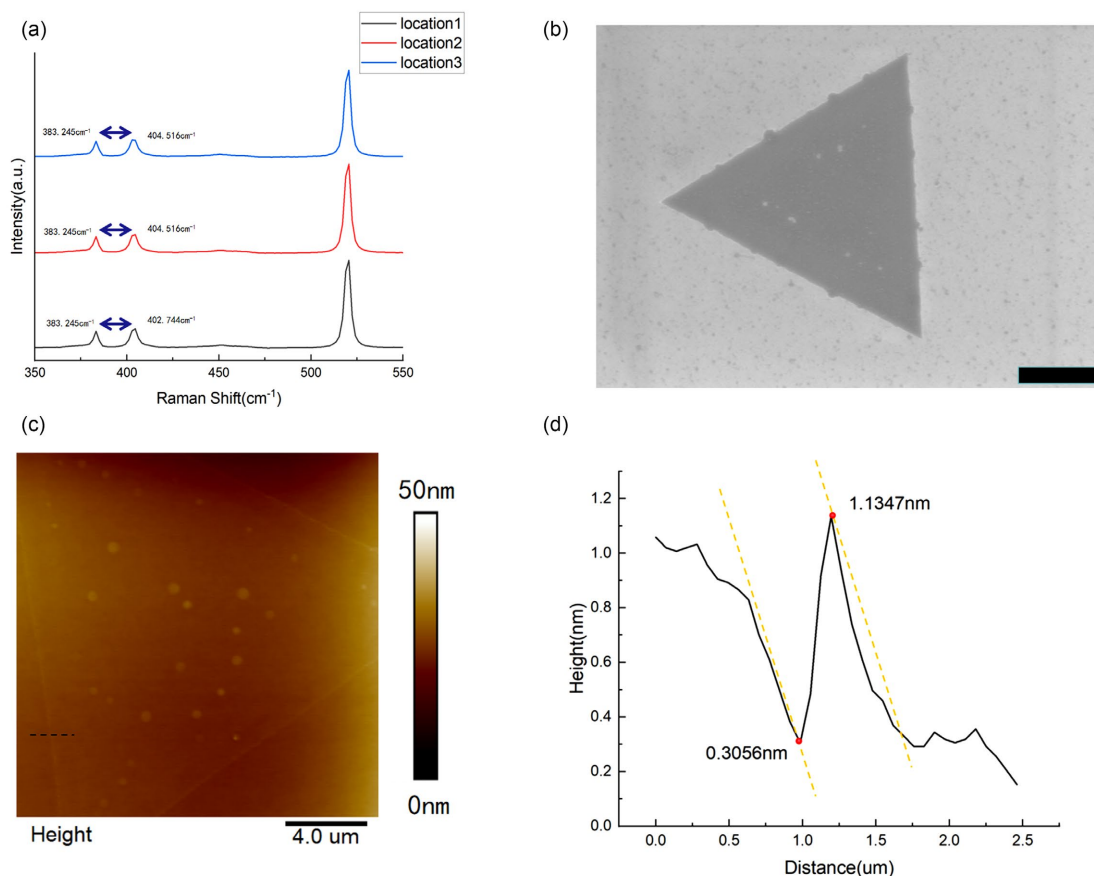 (a)
location1
location2
location3
383. 245cm⁻¹
404. 516cm⁻¹
383. 245cm⁻¹
404. 516cm⁻¹
383. 245cm⁻¹
402. 744cm⁻¹
Intensity(a.u.)
350
400
450
500
550
Raman Shift(cm⁻¹)
(b)
(c)
50nm
0nm
Height
4.0 um
(d)
1.2
1.0
0.8
0.6
0.4
0.2
0.0
Height(nm)
1.1347nm
0.3056nm
0.0
0.5
1.0
1.5
2.0
2.5
Distance(um)